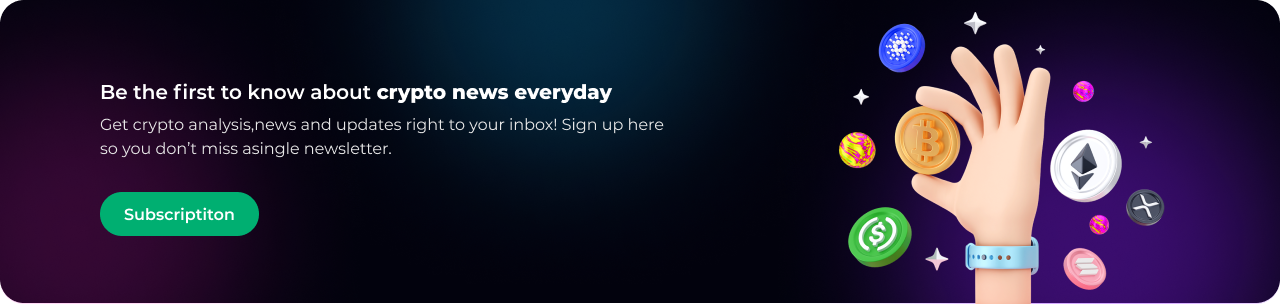 Be the first to know about crypto news everyday
Get crypto analysis,news and updates right to your inbox! Sign up here
so you don't miss asingle newsletter.
Subscriptiton